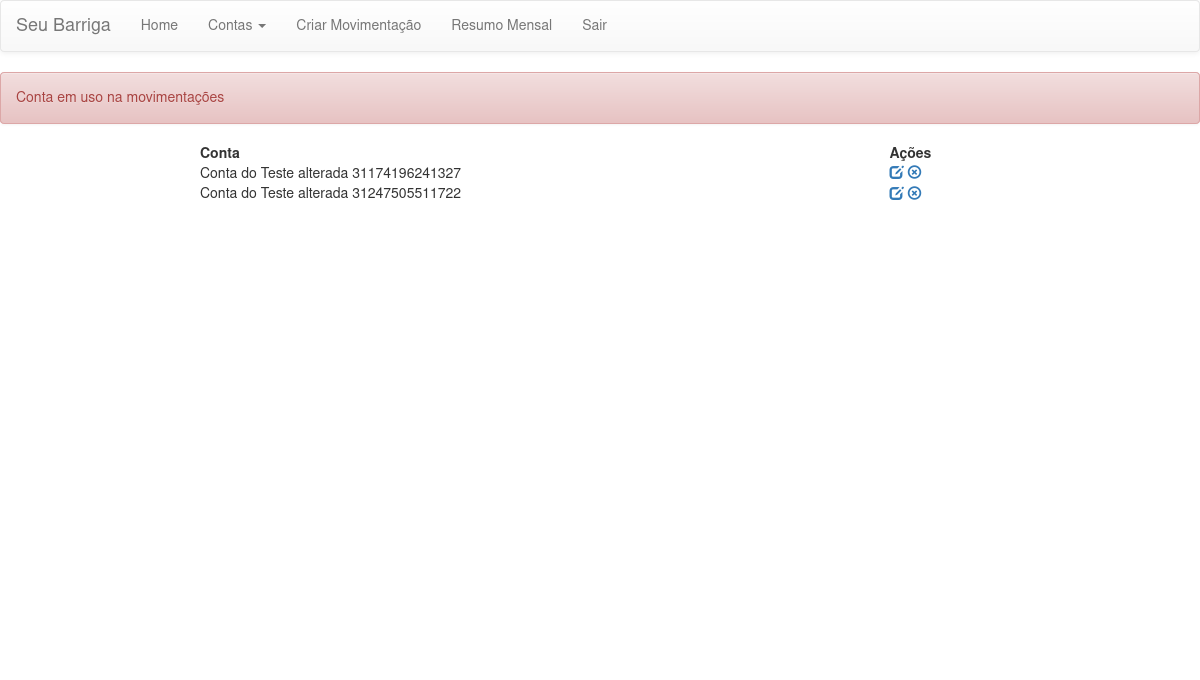 Seu Barriga Home Contas Criar Movimentação Resumo Mensal Sair
Conta em uso na movimentações
Conta Ações
Conta do Teste alterada 31174196241327
Conta do Teste alterada 31247505511722